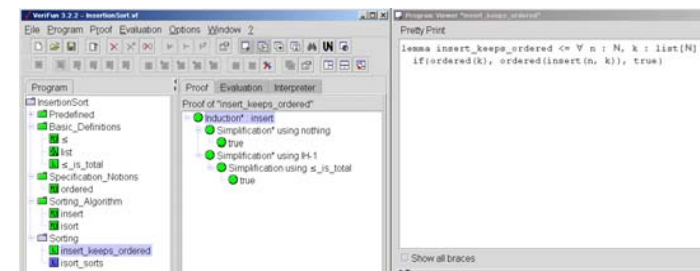 VeriFun 3.2.2 - InsertionSort.vf
Program Viewer "insert_keeps_ordered"
File Program Proof Evaluation Options Windows ?
Pretty Print
Program
Proof Evaluation Interpreter
InsertionSort
Predefined
Basic_Definitions
≤
list
≤_is_total
Specification_Notions
ordered
Sorting_Algorithm
insert
isort
Sorting
insert_keeps_ordered
isort_sorts
Proof of "insert_keeps_ordered"
Induction* : insert
Simplification* using nothing
true
Simplification* using IH-1
Simplification using ≤_is_total
true
lemma insert_keeps_ordered <= ∀ n : N, k : list[N]
if(ordered(k), ordered(insert(n, k)), true)
Show all braces